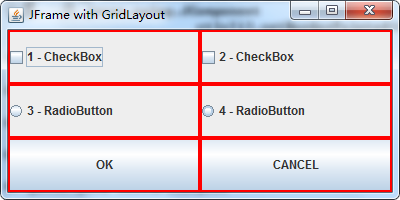 JFrame with GridLayout
1 - CheckBox
2 - CheckBox
3 - RadioButton
4 - RadioButton
OK
CANCEL